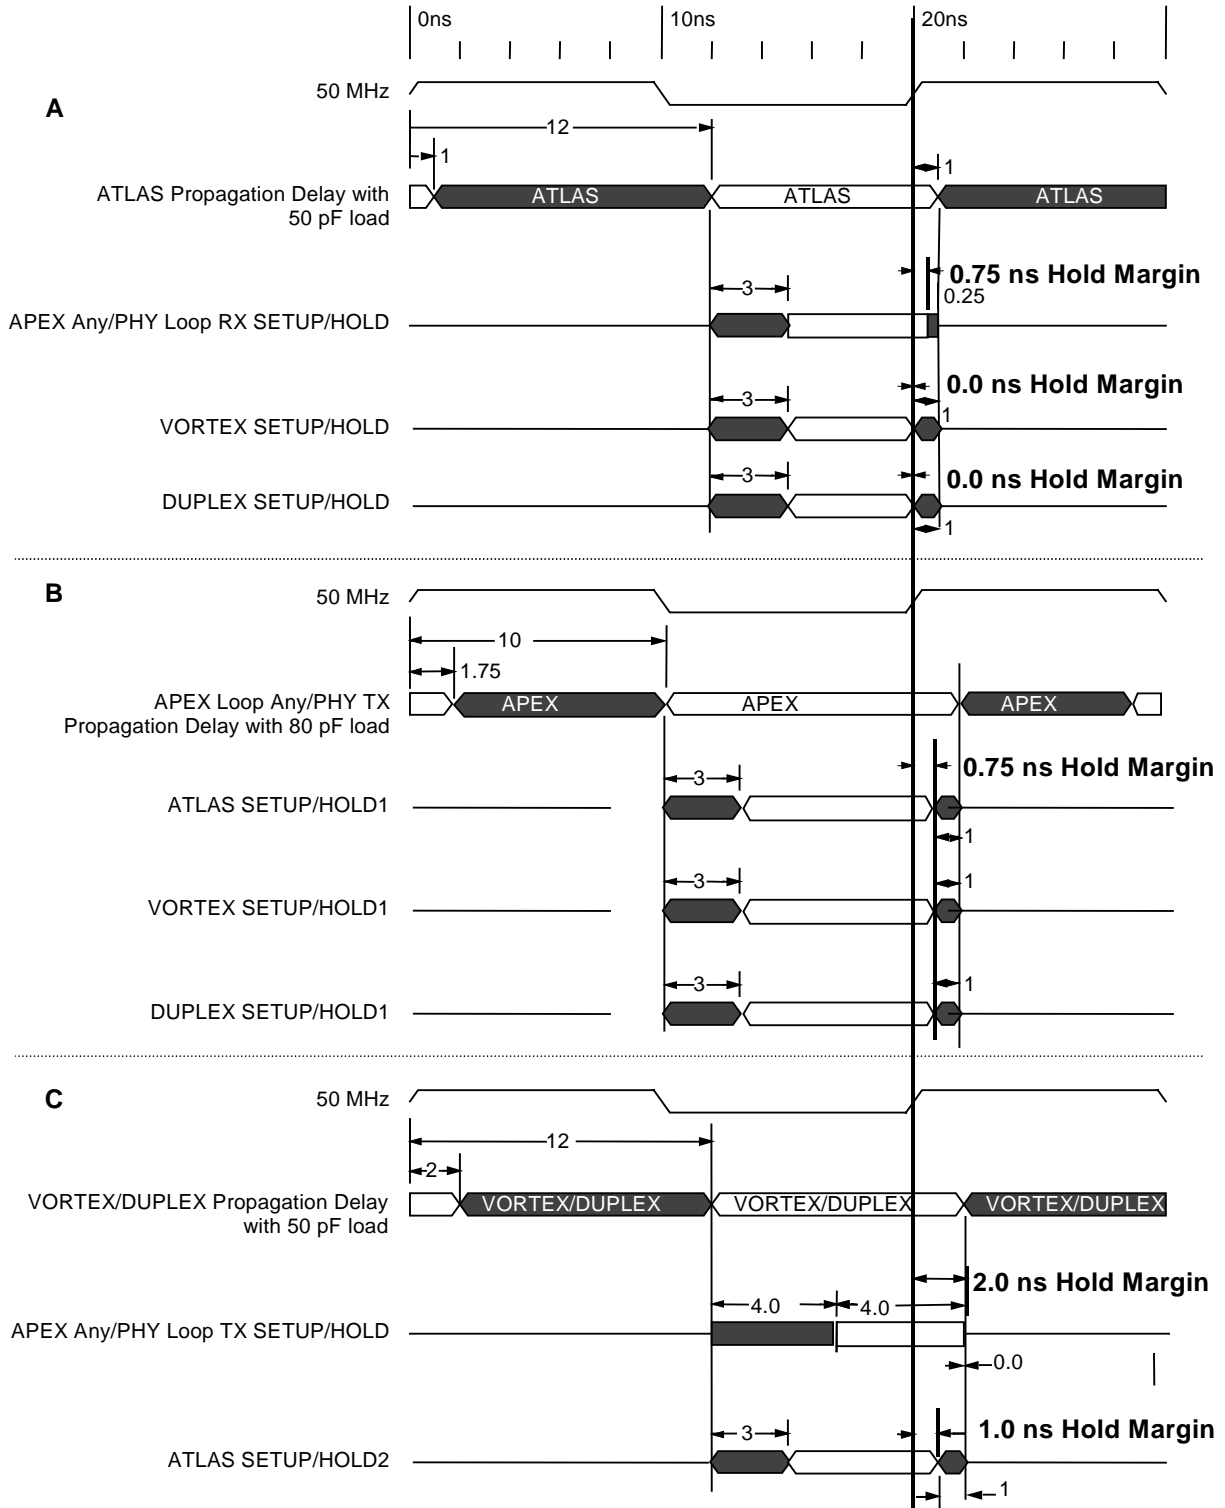 0ns 10ns 20ns
50 MHz
A
12
1
1
ATLAS Propagation Delay with
50 pF load
ATLAS ATLAS ATLAS
0.75 ns Hold Margin
3
0.25
APEX Any/PHY Loop RX SETUP/HOLD
0.0 ns Hold Margin
3
1
VORTEX SETUP/HOLD
3
0.0 ns Hold Margin
DUPLEX SETUP/HOLD
1
B
50 MHz
10
1.75
APEX Loop Any/PHY TX
Propagation Delay with 80 pF load
APEX APEX APEX
0.75 ns Hold Margin
3
ATLAS SETUP/HOLD1
1
3
1
VORTEX SETUP/HOLD1
3
1
DUPLEX SETUP/HOLD1
C
50 MHz
12
2
VORTEX/DUPLEX Propagation Delay
with 50 pF load
VORTEX/DUPLEX VORTEX/DUPLEX VORTEX/DUPLEX
2.0 ns Hold Margin
4.0 4.0
APEX Any/PHY Loop TX SETUP/HOLD
0.0
3
1.0 ns Hold Margin
ATLAS SETUP/HOLD2
1